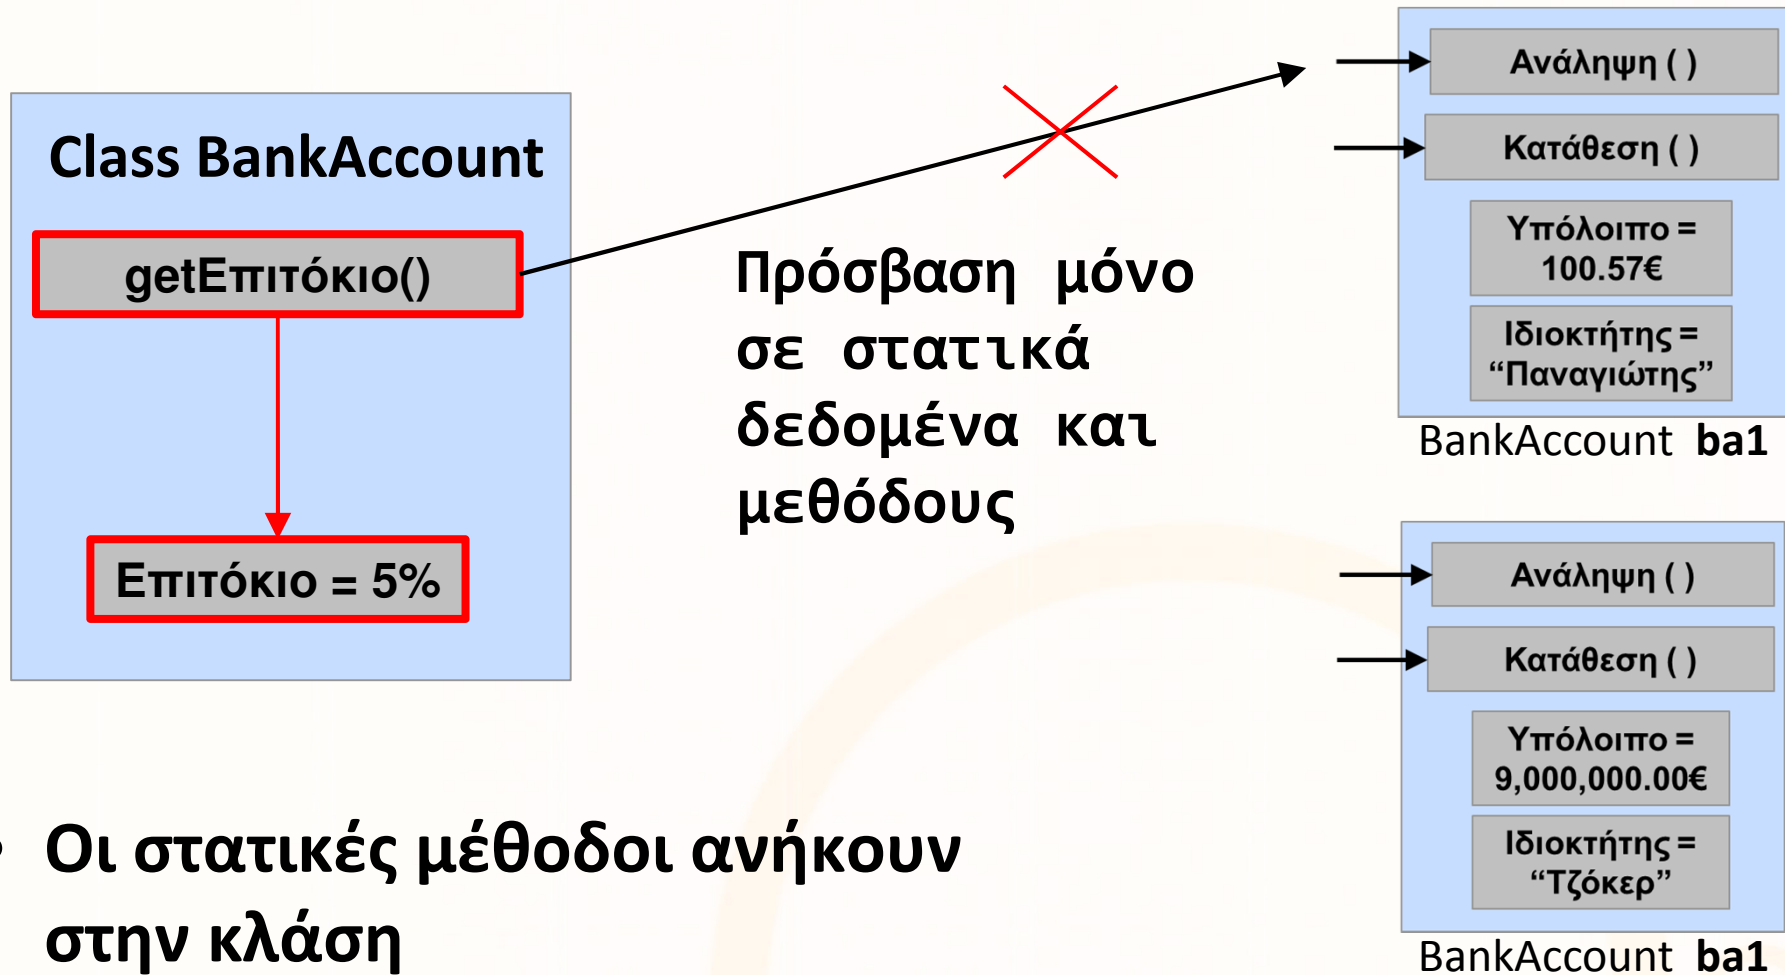 Class BankAccount
getΕπιτόκιο()
Επιτόκιο = 5%
Πρόσβαση μόνο
σε στατικά
δεδομένα και
μεθόδους
Ανάληψη ( )
Κατάθεση ( )
Υπόλοιπο =
100.57€
Ιδιοκτήτης =
“Παναγιώτης”
BankAccount ba1
Ανάληψη ( )
Κατάθεση ( )
Υπόλοιπο =
9,000,000.00€
Ιδιοκτήτης =
“Τζόκερ”
BankAccount ba1
• Οι στατικές μέθοδοι ανήκουν
στην κλάση